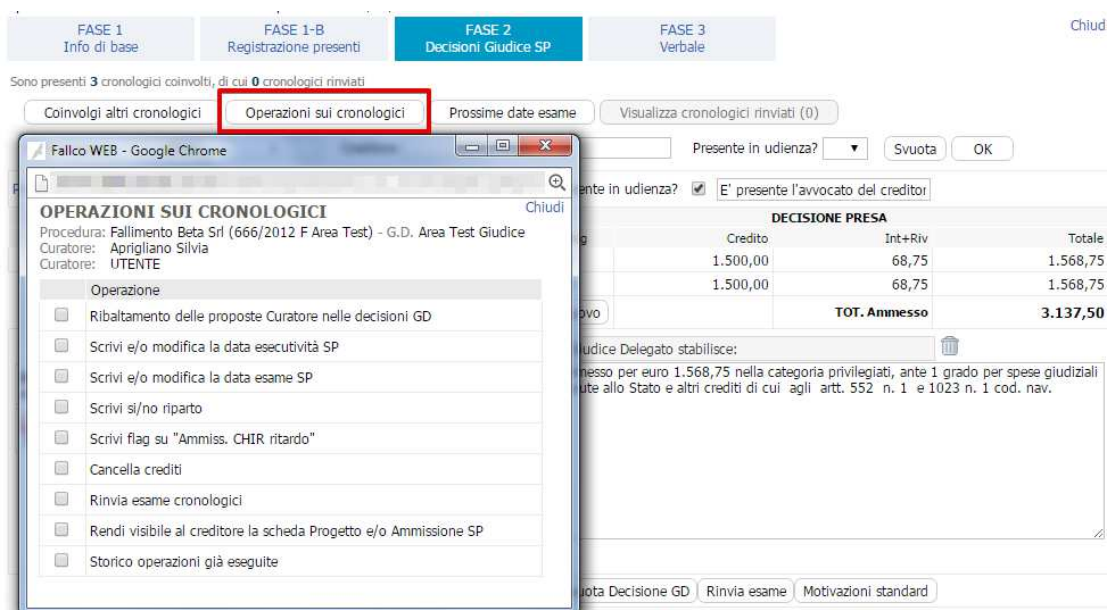 FASE 1 FASE 1-B FASE 2 FASE 3 Chiud
Info di base Registrazione presenti Decisioni Giudice SP Verbale
Sono presenti 3 cronologici coinvolti, di cui 0 cronologici rinviati
Coinvolgi altri cronologici Operazioni sui cronologici Prossime date esame Visualizza cronologici rinviati (0)
Presente in udienza? Svuota OK
Fallco WEB - Google Chrome
nte in udienza? E' presente l'avvocato del creditor
OPERAZIONI SUI CRONOLOGICI Chiudi
Procedura: Fallimento Beta Srl (666/2012 F Area Test) - G.D. Area Test Giudice
Curatore: Aprigliano Silvia
Curatore: UTENTE
Operazione
Ribaltamento delle proposte Curatore nelle decisioni GD
Scrivi e/o modifica la data esecutività SP
Scrivi e/o modifica la data esame SP
Scrivi si/no riparto
Scrivi flag su "Ammiss. CHIR ritardo"
Cancella crediti
Rinvia esame cronologici
Rendi visibile al creditore la scheda Progetto e/o Ammissione SP
Storico operazioni già eseguite
DECISIONE PRESA
Credito Int+Riv Totale
1.500,00 68,75 1.568,75
1.500,00 68,75 1.568,75
ovo TOT. Ammesso 3.137,50
udice Delegato stabilisce:
nesso per euro 1.568,75 nella categoria privilegiati, ante 1 grado per spese giudiziali
ute allo Stato e altri crediti di cui agli artt. 552 n. 1 e 1023 n. 1 cod. nav.
uota Decisione GD Rinvia esame Motivazioni standard